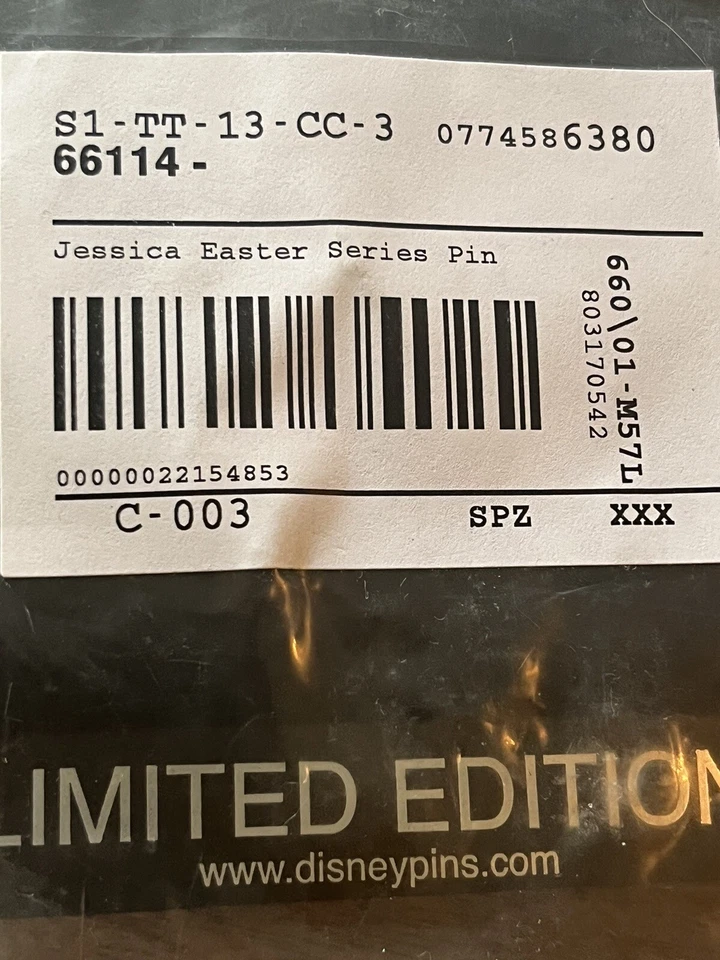 S1-TT-13-CC-3 0774586380
66114-
Jessica Easter Series Pin
660\01-M57L
803170542
00000022154853
C-003 SPZ XXX
LIMITED EDITION
www.disneypins.com